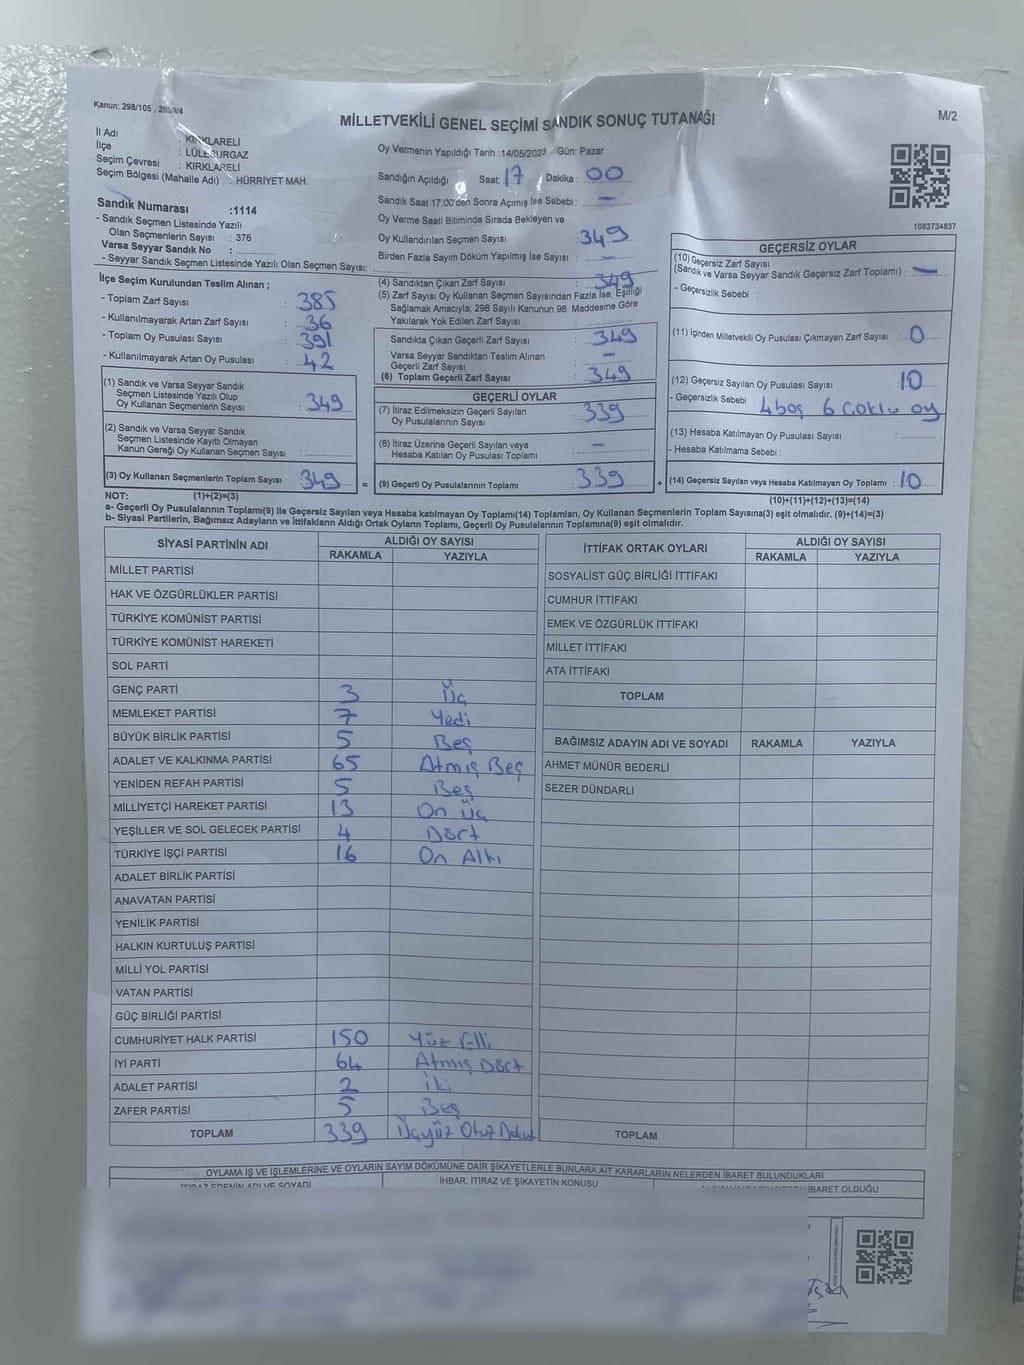 Kanun: 298/105 , 2839/4
MİLLETVEKİLİ GENEL SEÇİMİ SANDIK SONUÇ TUTANAĞI
M/2
İl Adı : KIRKLARELİ
İlçe : LÜLEBURGAZ
Seçim Çevresi : KIRKLARELİ
Seçim Bölgesi (Mahalle Adı) : HÜRRİYET MAH.
Sandık Numarası :1114
- Sandık Seçmen Listesinde Yazılı
Olan Seçmenlerin Sayısı : 376
Varsa Seyyar Sandık No :
- Seyyar Sandık Seçmen Listesinde Yazılı Olan Seçmen Sayısı:
Oy Vermenin Yapıldığı Tarih :14/05/2023 Gün: Pazar
Sandığın Açıldığı Saat: 17 Dakika : 00
Sandık Saat 17:00'den Sonra Açımış İse Sebebi : —
Oy Verme Saati Bitiminde Sırada Bekleyen ve
Oy Kullandırılan Seçmen Sayısı : 349
Birden Fazla Sayım Döküm Yapılmış İse Sayısı : —
1083734837
İlçe Seçim Kurulundan Teslim Alınan ;
- Toplam Zarf Sayısı : 385
- Kullanılmayarak Artan Zarf Sayısı : 36
- Toplam Oy Pusulası Sayısı : 391
- Kullanılmayarak Artan Oy Pusulası : 42
(1) Sandık ve Varsa Seyyar Sandık
Seçmen Listesinde Yazılı Olup
Oy Kullanan Seçmenlerin Sayısı : 349
(2) Sandık ve Varsa Seyyar Sandık
Seçmen Listesinde Kayıtlı Olmayan
Kanun Gereği Oy Kullanan Seçmen Sayısı :
(3) Oy Kullanan Seçmenlerin Toplam Sayısı : 349 =
(4) Sandıktan Çıkan Zarf Sayısı : 349
(5) Zarf Sayısı Oy Kullanan Seçmen Sayısından Fazla İse, Eşitliği
Sağlamak Amacıyla; 298 Sayılı Kanunun 98. Maddesine Göre
Yakılarak Yok Edilen Zarf Sayısı :
Sandıkta Çıkan Geçerli Zarf Sayısı : 349
Varsa Seyyar Sandıktan Teslim Alınan
Geçerli Zarf Sayısı : —
(6) Toplam Geçerli Zarf Sayısı : 349
GEÇERLİ OYLAR
(7) İtiraz Edilmeksizin Geçerli Sayılan
Oy Pusulalarının Sayısı : 339
(8) İtiraz Üzerine Geçerli Sayılan veya
Hesaba Katılan Oy Pusulası Toplamı : —
(9) Geçerli Oy Pusulalarının Toplamı : 339 +
GEÇERSİZ OYLAR
(10) Geçersiz Zarf Sayısı
(Sandık ve Varsa Seyyar Sandık Geçersiz Zarf Toplamı) : —
- Geçersizlik Sebebi :
(11) İçinden Milletvekili Oy Pusulası Çıkmayan Zarf Sayısı : 0
(12) Geçersiz Sayılan Oy Pusulası Sayısı : 10
- Geçersizlik Sebebi : 4 boş 6 çoklu oy
(13) Hesaba Katılmayan Oy Pusulası Sayısı :
- Hesaba Katılmama Sebebi :
(14) Geçersiz Sayılan veya Hesaba Katılmayan Oy Toplamı : 10
NOT: (1)+(2)=(3)
(10)+(11)+(12)+(13)=(14)
a- Geçerli Oy Pusulalarının Toplamı(9) ile Geçersiz Sayılan veya Hesaba katılmayan Oy Toplamı(14) Toplamları, Oy Kullanan Seçmenlerin Toplam Sayısına(3) eşit olmalıdır. (9)+(14)=(3)
b- Siyasi Partilerin, Bağımsız Adayların ve İttifakların Aldığı Ortak Oyların Toplamı, Geçerli Oy Pusulalarının Toplamına(9) eşit olmalıdır.
SİYASİ PARTİNİN ADI ALDIĞI OY SAYISI
RAKAMLA YAZIYLA
MİLLET PARTİSİ
HAK VE ÖZGÜRLÜKLER PARTİSİ
TÜRKİYE KOMÜNİST PARTİSİ
TÜRKİYE KOMÜNİST HAREKETİ
SOL PARTİ
GENÇ PARTİ 3 Üç
MEMLEKET PARTİSİ 7 Yedi
BÜYÜK BİRLİK PARTİSİ 5 Beş
ADALET VE KALKINMA PARTİSİ 65 Atmış Beş
YENİDEN REFAH PARTİSİ 5 Beş
MİLLİYETÇİ HAREKET PARTİSİ 13 On Üç
YEŞİLLER VE SOL GELECEK PARTİSİ 4 Dört
TÜRKİYE İŞÇİ PARTİSİ 16 On Altı
ADALET BİRLİK PARTİSİ
ANAVATAN PARTİSİ
YENİLİK PARTİSİ
HALKIN KURTULUŞ PARTİSİ
MİLLİ YOL PARTİSİ
VATAN PARTİSİ
GÜÇ BİRLİĞİ PARTİSİ
CUMHURİYET HALK PARTİSİ 150 Yüz Elli
İYİ PARTİ 64 Atmış Dört
ADALET PARTİSİ 2 İki
ZAFER PARTİSİ 5 Beş
TOPLAM 339 Üçyüz Otuz Dokuz
İTTİFAK ORTAK OYLARI ALDIĞI OY SAYISI
RAKAMLA YAZIYLA
SOSYALİST GÜÇ BİRLİĞİ İTTİFAKI
CUMHUR İTTİFAKI
EMEK VE ÖZGÜRLÜK İTTİFAKI
MİLLET İTTİFAKI
ATA İTTİFAKI
TOPLAM
BAĞIMSIZ ADAYIN ADI VE SOYADI RAKAMLA YAZIYLA
AHMET MÜNÜR BEDERLİ
SEZER DÜNDARLI
TOPLAM
OYLAMA İŞ VE İŞLEMLERİNE VE OYLARIN SAYIM DÖKÜMÜNE DAİR ŞİKAYETLERLE BUNLARA AİT KARARLARIN NELERDEN İBARET BULUNDUKLARI
İTİRAZ EDENİN ADI VE SOYADI İHBAR, İTİRAZ VE ŞİKAYETİN KONUSU İBARET OLDUĞU